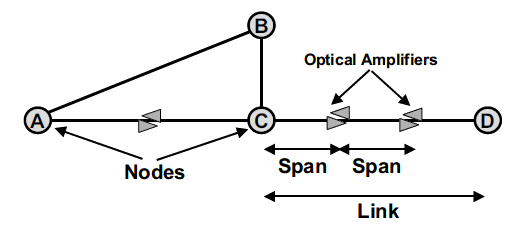 B
Optical Amplifiers
A
C
D
Nodes
Span
Span
Link